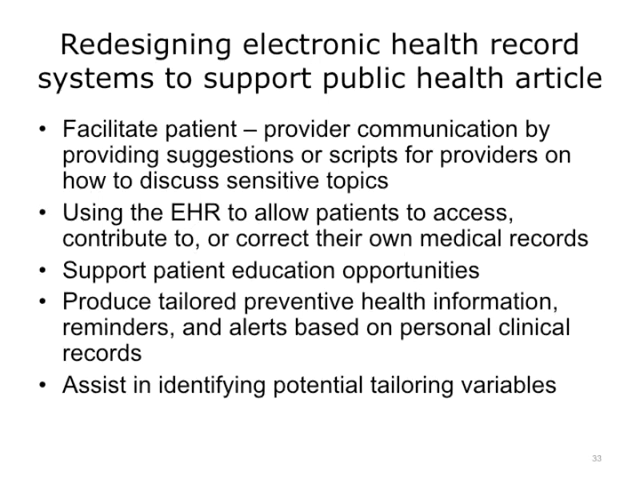 Redesigning electronic health record
systems to support public health article
• Facilitate patient – provider communication by
providing suggestions or scripts for providers on
how to discuss sensitive topics
• Using the EHR to allow patients to access,
contribute to, or correct their own medical records
• Support patient education opportunities
• Produce tailored preventive health information,
reminders, and alerts based on personal clinical
records
• Assist in identifying potential tailoring variables
33